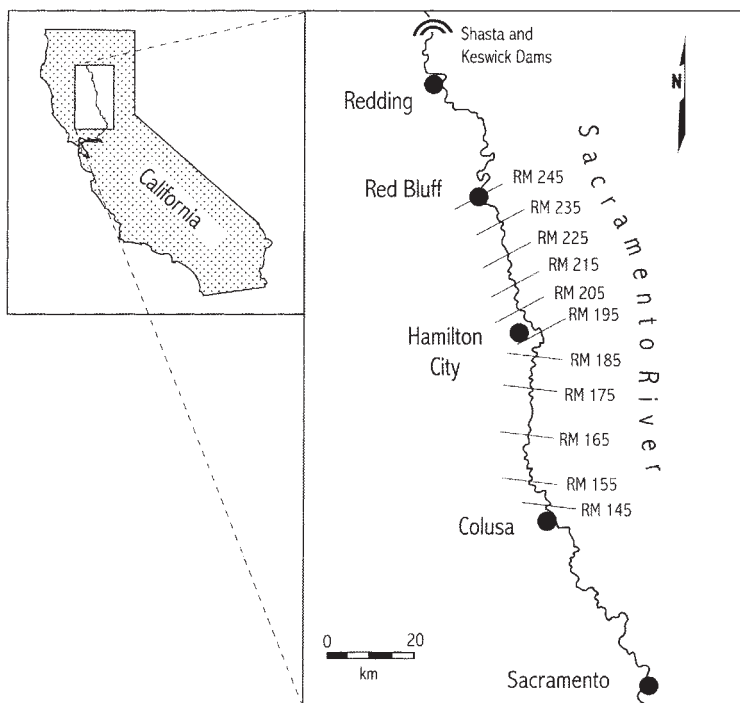 California
Shasta and
Keswick Dams
N
Redding
Sacramento River
Red Bluff
RM 245
RM 235
RM 225
RM 215
RM 205
RM 195
Hamilton
City
RM 185
RM 175
RM 165
RM 155
RM 145
Colusa
0 20
km
Sacramento